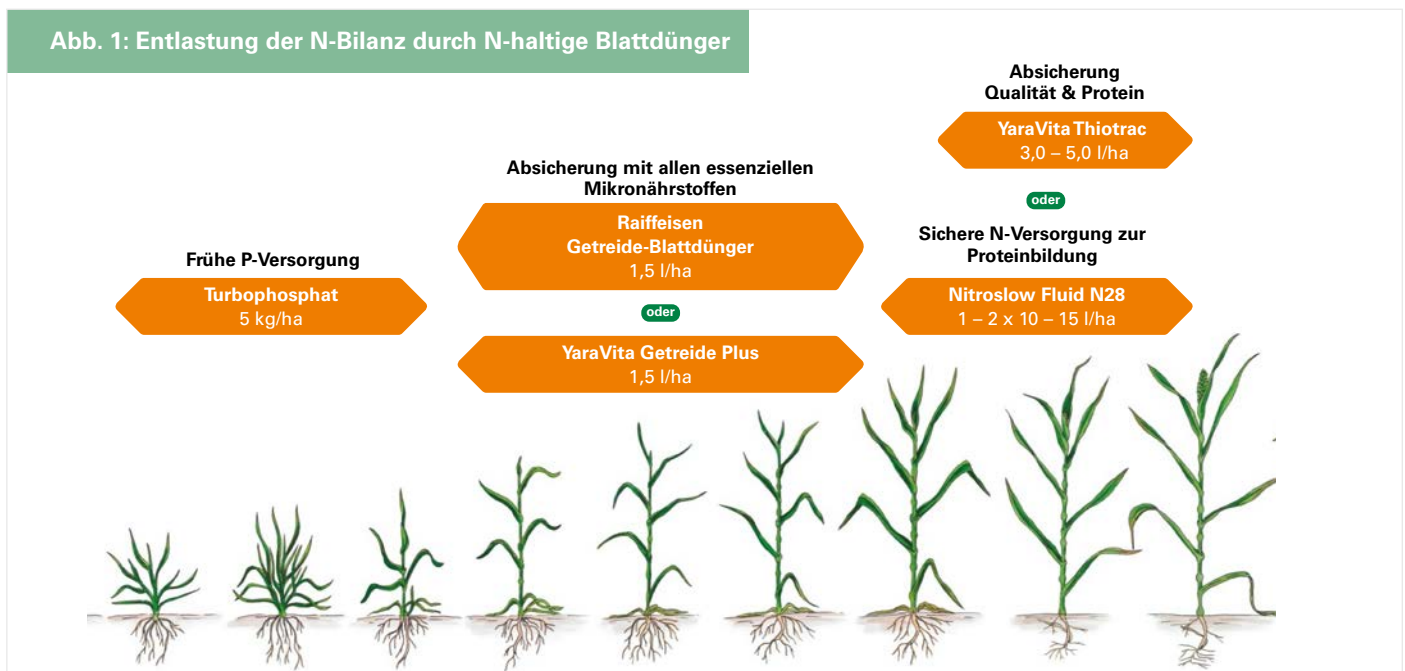 Abb. 1: Entlastung der N-Bilanz durch N-haltige Blattdünger
Frühe P-Versorgung
Turbophosphat
5 kg/ha
Absicherung mit allen essenziellen
Mikronährstoffen
Raiffeisen
Getreide-Blattdünger
1,5 l/ha
oder
YaraVita Getreide Plus
1,5 l/ha
Absicherung
Qualität & Protein
YaraVita Thiotrac
3,0 – 5,0 l/ha
oder
Sichere N-Versorgung zur
Proteinbildung
Nitroslow Fluid N28
1 – 2 x 10 – 15 l/ha